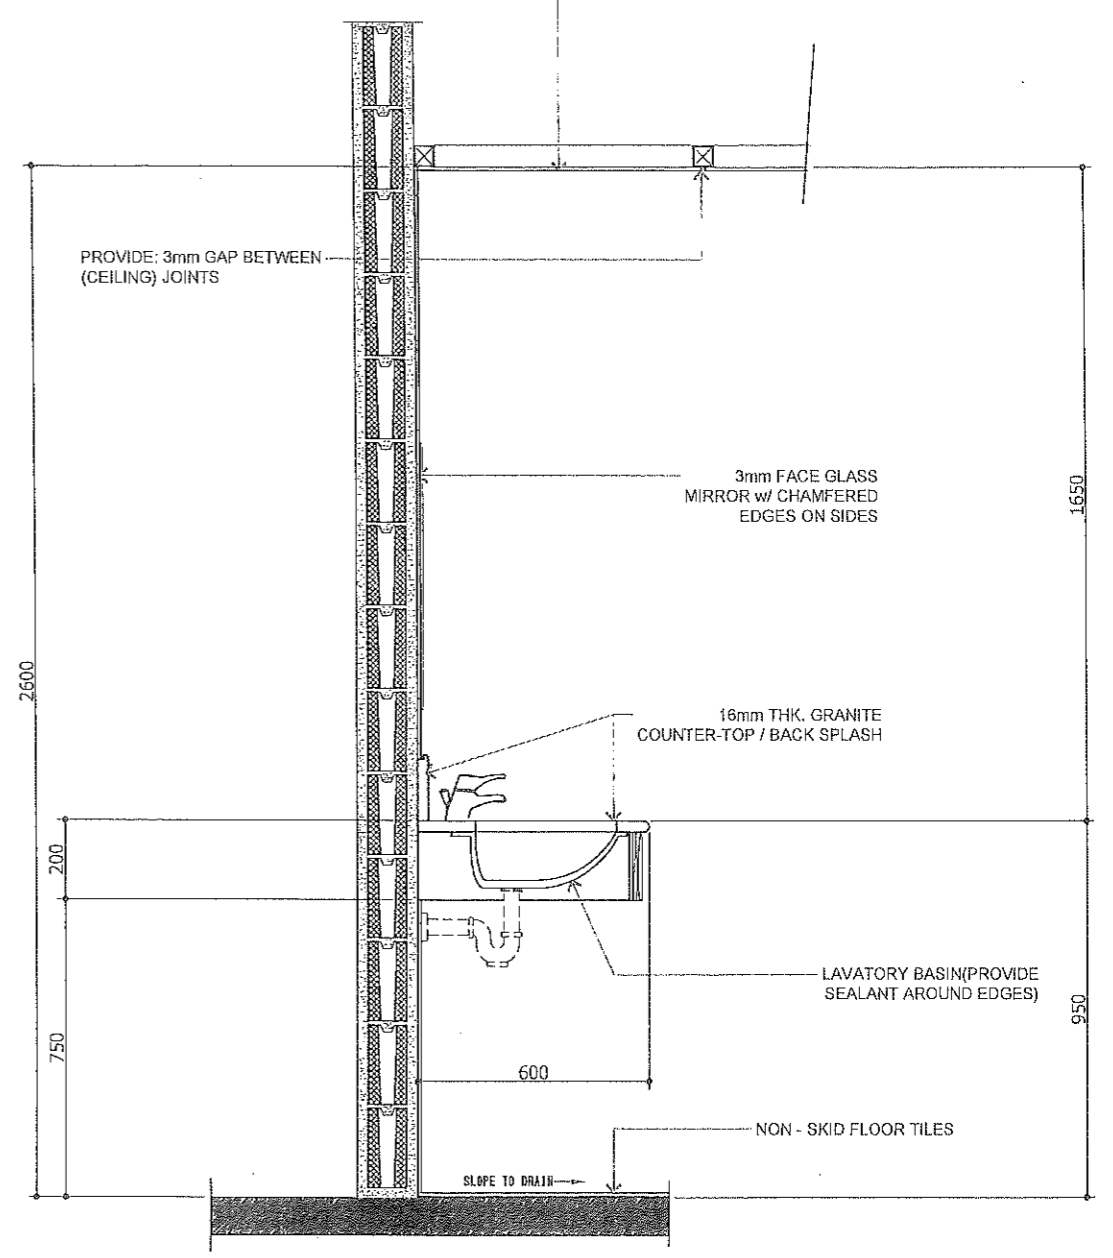 PROVIDE: 3mm GAP BETWEEN
(CEILING) JOINTS
3mm FACE GLASS
MIRROR w/ CHAMFERED
EDGES ON SIDES
1650
2600
16mm THK. GRANITE
COUNTER-TOP / BACK SPLASH
200
LAVATORY BASIN(PROVIDE
SEALANT AROUND EDGES)
950
750
600
NON - SKID FLOOR TILES
SLOPE TO DRAIN